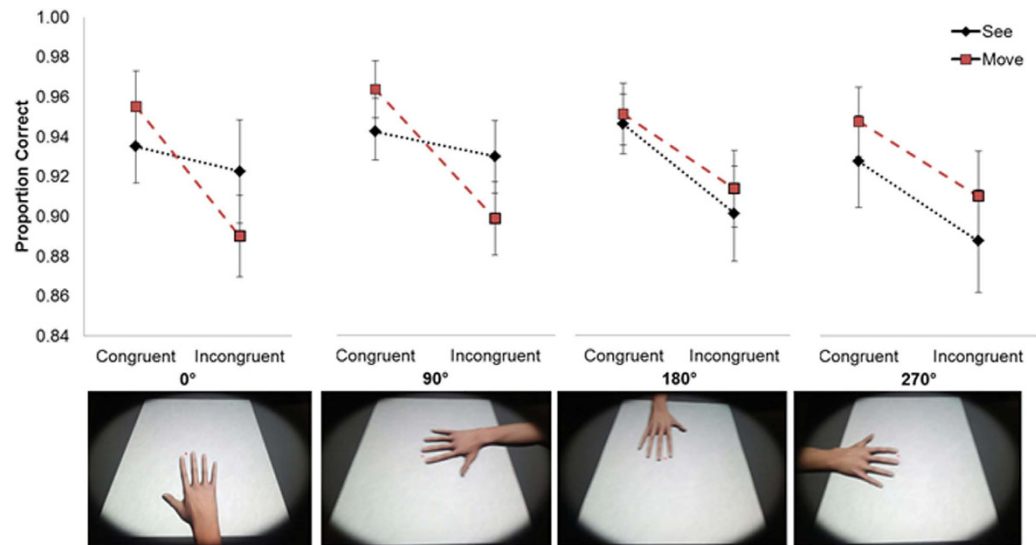 1.00
0.98
0.96
0.94
0.92
0.90
0.88
0.86
0.84
Proportion Correct
See
Move
Congruent Incongruent
0°
Congruent Incongruent
90°
Congruent Incongruent
180°
Congruent Incongruent
270°